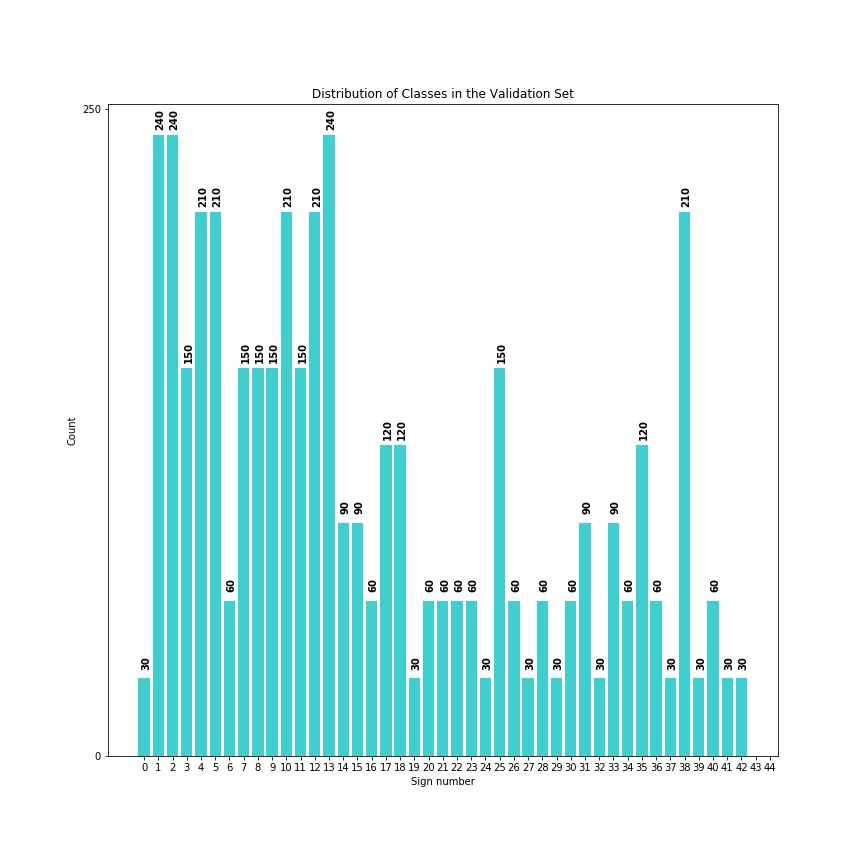 Distribution of Classes in the Validation Set
250
240 240 150 210 210 60 150 150 150 210 150 210 240 90 90 60 120 120 30 60 60 60 60 30 150 60 30 60 30 60 90 30 90 60 120 60 30 210 30 60 30 30
30
Count
0
0 1 2 3 4 5 6 7 8 9 10 11 12 13 14 15 16 17 18 19 20 21 22 23 24 25 26 27 28 29 30 31 32 33 34 35 36 37 38 39 40 41 42 43 44
Sign number